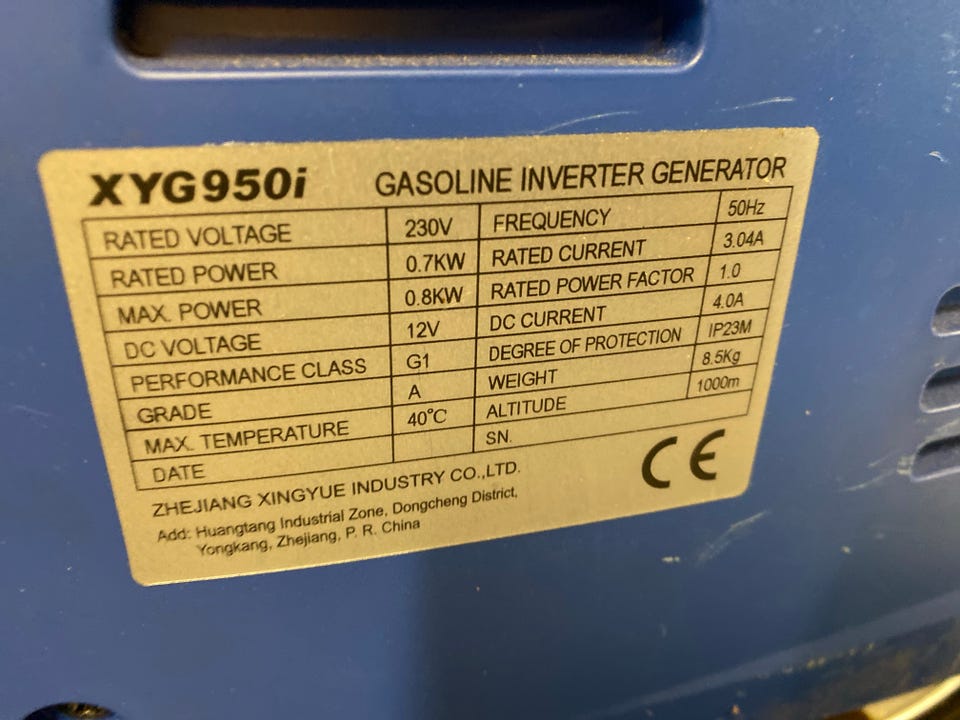 XYG950i GASOLINE INVERTER GENERATOR
RATED VOLTAGE 230V FREQUENCY 50Hz
RATED POWER 0.7KW RATED CURRENT 3.04A
MAX. POWER 0.8KW RATED POWER FACTOR 1.0
DC VOLTAGE 12V DC CURRENT 4.0A
PERFORMANCE CLASS G1 DEGREE OF PROTECTION IP23M
GRADE A WEIGHT 8.5Kg
MAX. TEMPERATURE 40°C ALTITUDE 1000m
DATE SN.
ZHEJIANG XINGYUE INDUSTRY CO.,LTD.
Add: Huangtang Industrial Zone, Dongcheng District,
Yongkang, Zhejiang, P. R. China
CE